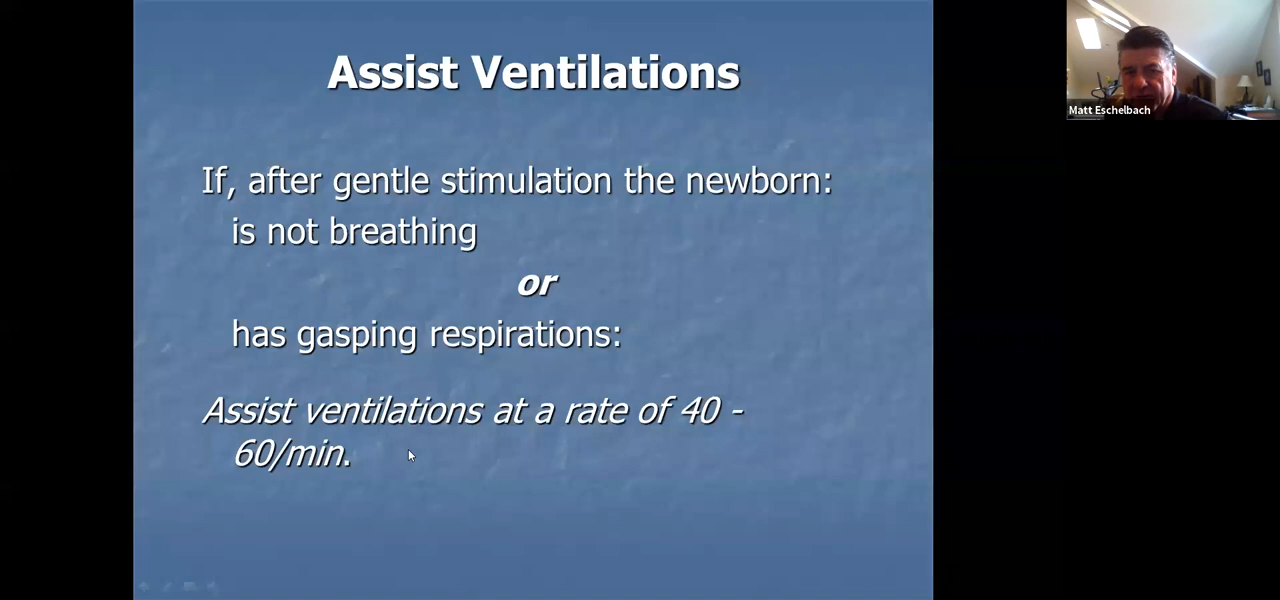 Assist Ventilations
Matt Eschelbach
If, after gentle stimulation the newborn:
is not breathing
or
has gasping respirations:
Assist ventilations at a rate of 40 -
60/min.